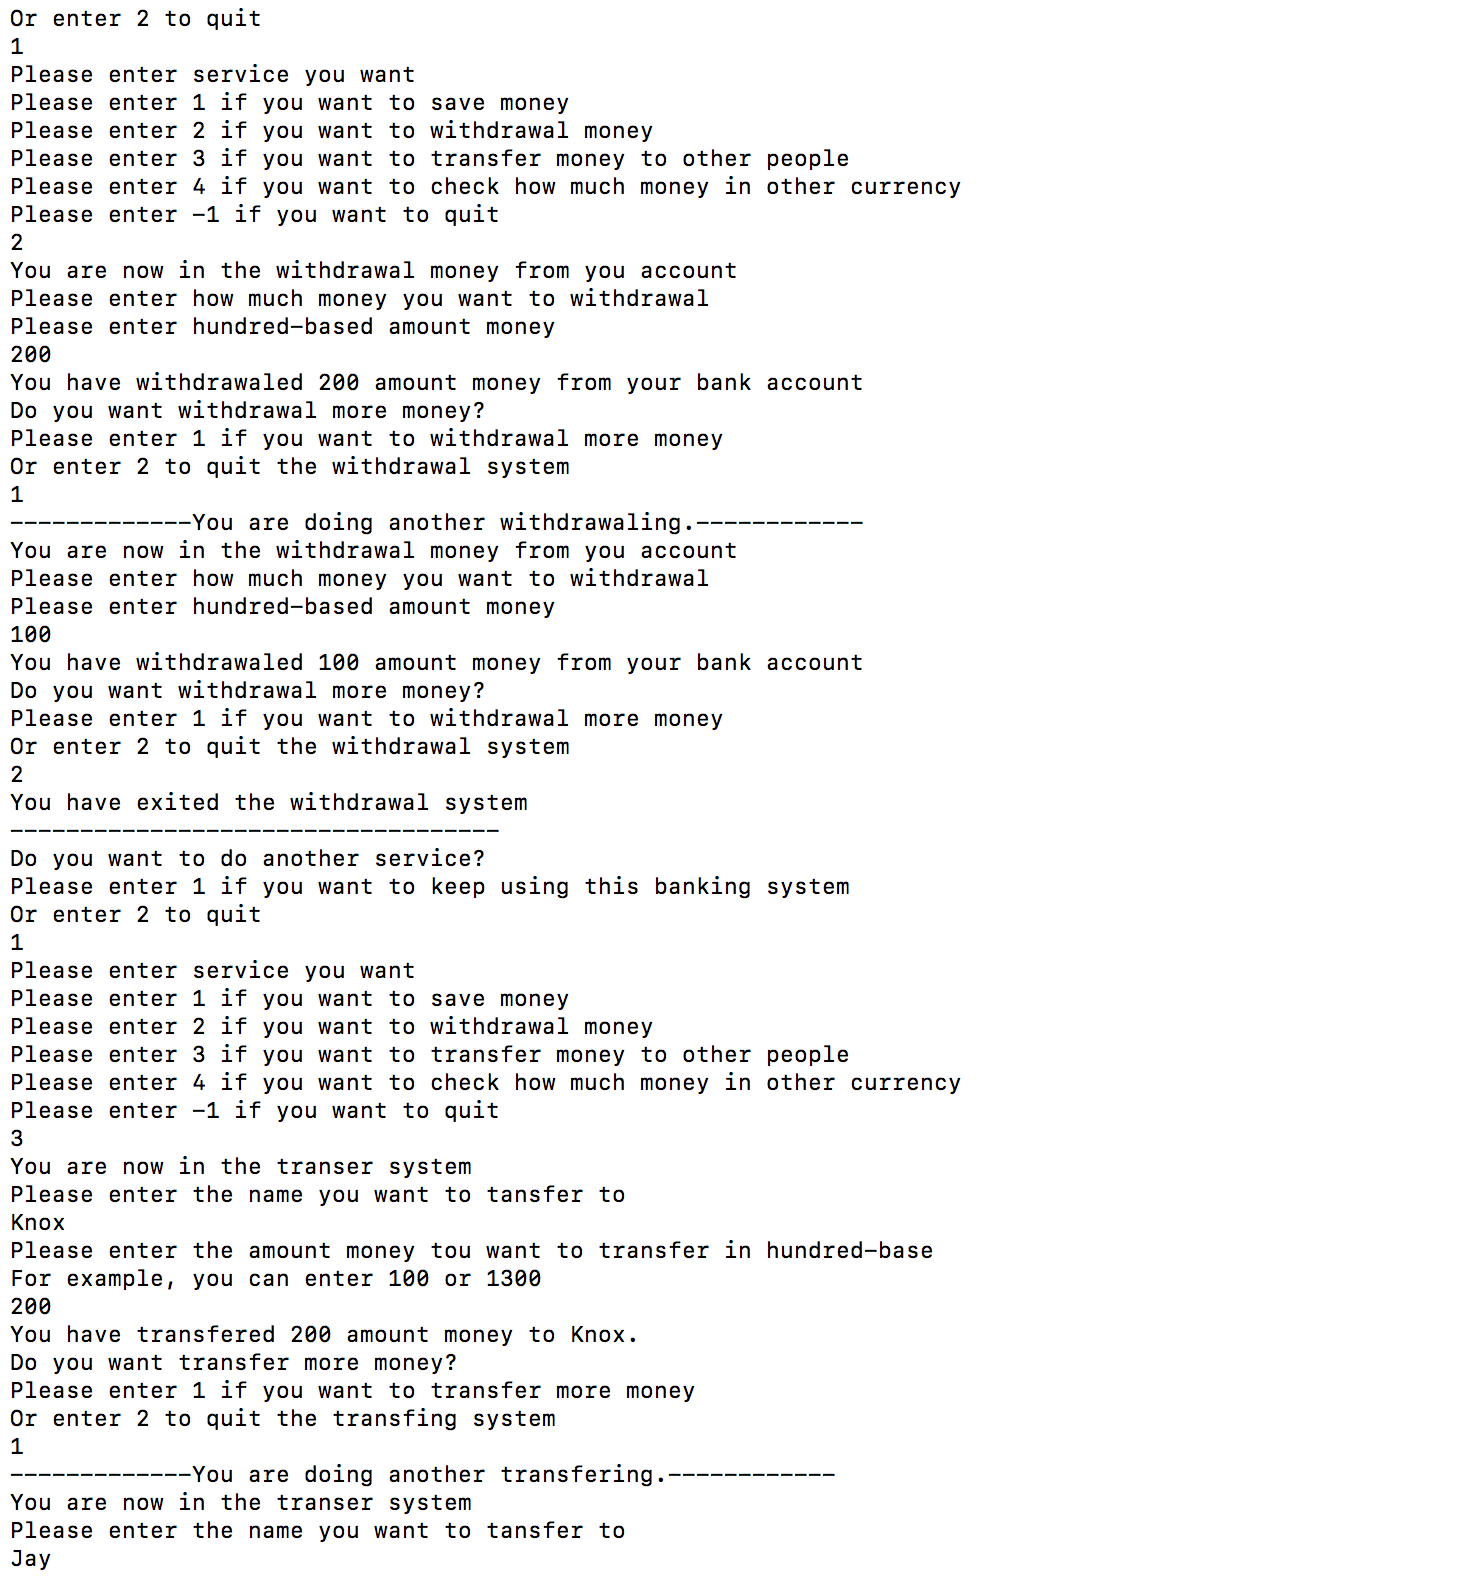 Or enter 2 to quit
1
Please enter service you want
Please enter 1 if you want to save money
Please enter 2 if you want to withdrawal money
Please enter 3 if you want to transfer money to other people
Please enter 4 if you want to check how much money in other currency
Please enter -1 if you want to quit
2
You are now in the withdrawal money from you account
Please enter how much money you want to withdrawal
Please enter hundred-based amount money
200
You have withdrawaled 200 amount money from your bank account
Do you want withdrawal more money?
Please enter 1 if you want to withdrawal more money
Or enter 2 to quit the withdrawal system
1
-------------You are doing another withdrawaling.------------
You are now in the withdrawal money from you account
Please enter how much money you want to withdrawal
Please enter hundred-based amount money
100
You have withdrawaled 100 amount money from your bank account
Do you want withdrawal more money?
Please enter 1 if you want to withdrawal more money
Or enter 2 to quit the withdrawal system
2
You have exited the withdrawal system
-----------------------------------
Do you want to do another service?
Please enter 1 if you want to keep using this banking system
Or enter 2 to quit
1
Please enter service you want
Please enter 1 if you want to save money
Please enter 2 if you want to withdrawal money
Please enter 3 if you want to transfer money to other people
Please enter 4 if you want to check how much money in other currency
Please enter -1 if you want to quit
3
You are now in the transer system
Please enter the name you want to tansfer to
Knox
Please enter the amount money tou want to transfer in hundred-base
For example, you can enter 100 or 1300
200
You have transfered 200 amount money to Knox.
Do you want transfer more money?
Please enter 1 if you want to transfer more money
Or enter 2 to quit the transfing system
1
-------------You are doing another transfering.------------
You are now in the transer system
Please enter the name you want to tansfer to
Jay